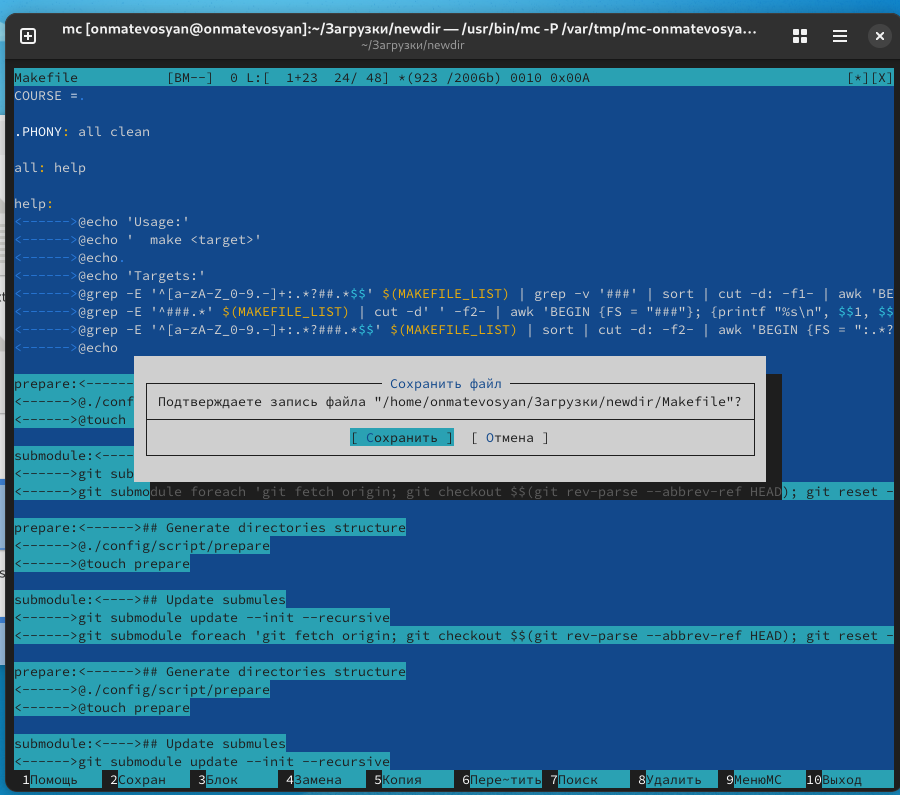 mc [onmatevosyan@onmatevosyan]:~/Загрузки/newdir — /usr/bin/mc -P /var/tmp/mc-onmatevosya…
~/Загрузки/newdir
Makefile [BM--] 0 L:[ 1+23 24/ 48] *(923 /2006b) 0010 0x00A [*][X]
COURSE =.
.PHONY: all clean
all: help
help:
<------>@echo 'Usage:'
<------>@echo '  make <target>'
<------>@echo.
<------>@echo 'Targets:'
<------>@grep -E '^[a-zA-Z_0-9.-]+:.*?##.*$$' $(MAKEFILE_LIST) | grep -v '###' | sort | cut -d: -f1- | awk 'BE
<------>@grep -E '^###.*' $(MAKEFILE_LIST) | cut -d' ' -f2- | awk 'BEGIN {FS = "###"}; {printf "%s\n", $$1, $$
<------>@grep -E '^[a-zA-Z_0-9.-]+:.*?###.*$$' $(MAKEFILE_LIST) | sort | cut -d: -f2- | awk 'BEGIN {FS = ":.*?
<------>@echo
prepare:<-----
<------>@./conf
<------>@touch
submodule:<----
<------>git sub
<------>git submodule foreach 'git fetch origin; git checkout $$(git rev-parse --abbrev-ref HEAD); git reset -
Сохранить файл
Подтверждаете запись файла "/home/onmatevosyan/Загрузки/newdir/Makefile"?
[ Сохранить ] [ Отмена ]
prepare:<------>## Generate directories structure
<------>@./config/script/prepare
<------>@touch prepare
submodule:<---->## Update submules
<------>git submodule update --init --recursive
<------>git submodule foreach 'git fetch origin; git checkout $$(git rev-parse --abbrev-ref HEAD); git reset -
prepare:<------>## Generate directories structure
<------>@./config/script/prepare
<------>@touch prepare
submodule:<---->## Update submules
<------>git submodule update --init --recursive
1Помощь 2Сохран 3Блок 4Замена 5Копия 6Пере~тить 7Поиск 8Удалить 9МенюMC 10Выход